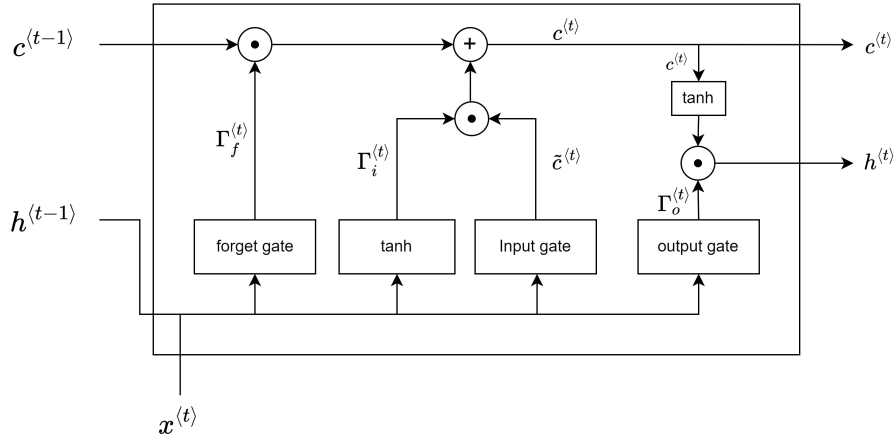 c⟨t−1⟩
c⟨t⟩
c⟨t⟩
c⟨t⟩
tanh
Γf⟨t⟩
Γi⟨t⟩
c̃⟨t⟩
h⟨t⟩
Γo⟨t⟩
h⟨t−1⟩
forget gate
tanh
Input gate
output gate
x⟨t⟩